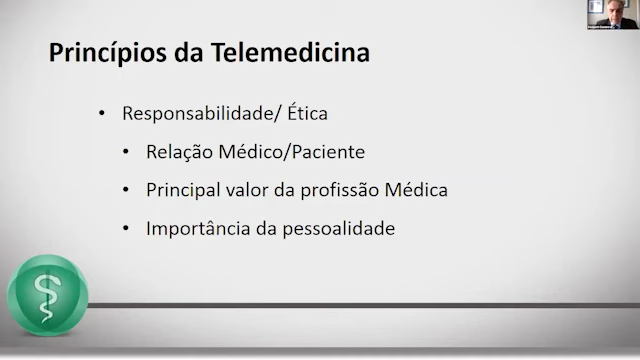 Princípios da Telemedicina
• Responsabilidade/ Ética
• Relação Médico/Paciente
• Principal valor da profissão Médica
• Importância da pessoalidade